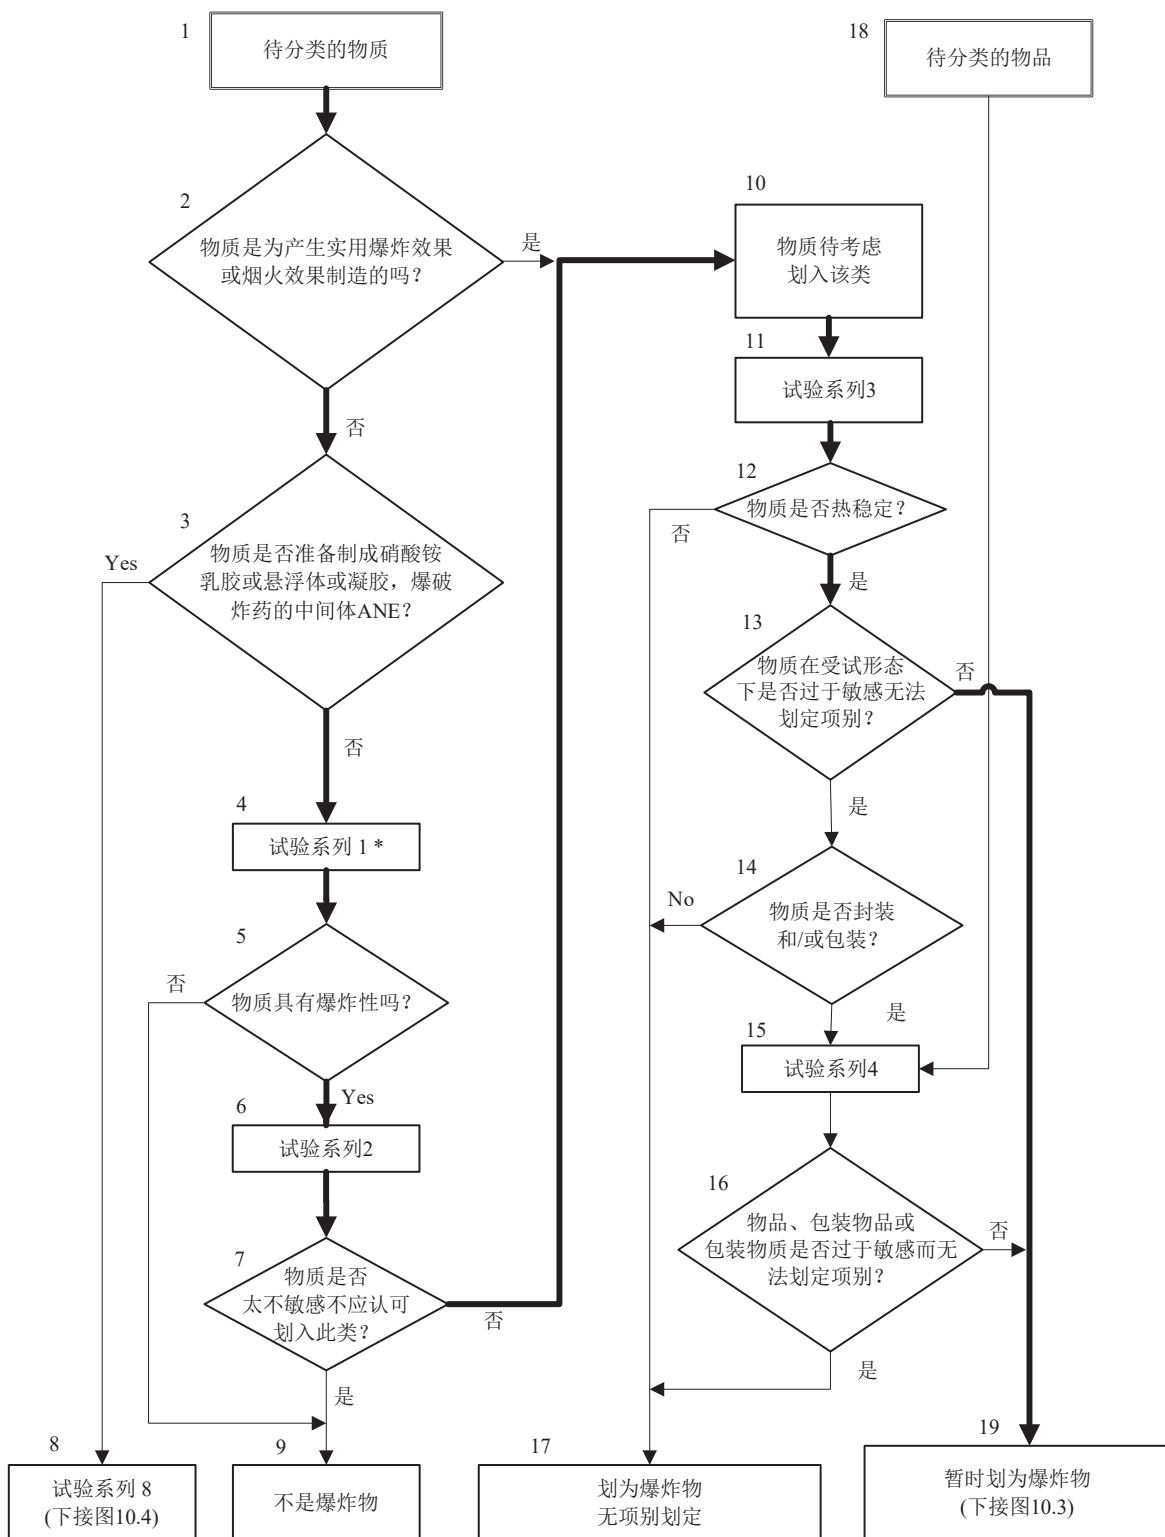 1
待分类的物质
2
物质是为产生实用爆炸效果
或烟火效果制造的吗？
是
否
3
物质是否准备制成硝酸铵
乳胶或悬浮体或凝胶，爆破
炸药的中间体ANE？
Yes
否
4
试验系列 1 *
5
物质具有爆炸性吗？
否
Yes
6
试验系列2
7
物质是否
太不敏感不应认可
划入此类？
否
是
8
试验系列 8
(下接图10.4)
9
不是爆炸物
10
物质待考虑
划入该类
11
试验系列3
12
物质是否热稳定？
否
是
13
物质在受试形态
下是否过于敏感无法
划定项别？
否
是
14
物质是否封装
和/或包装？
No
是
15
试验系列4
16
物品、包装物品或
包装物质是否过于敏感而无
法划定项别？
否
是
17
划为爆炸物
无项别划定
18
待分类的物品
19
暂时划为爆炸物
(下接图10.3)